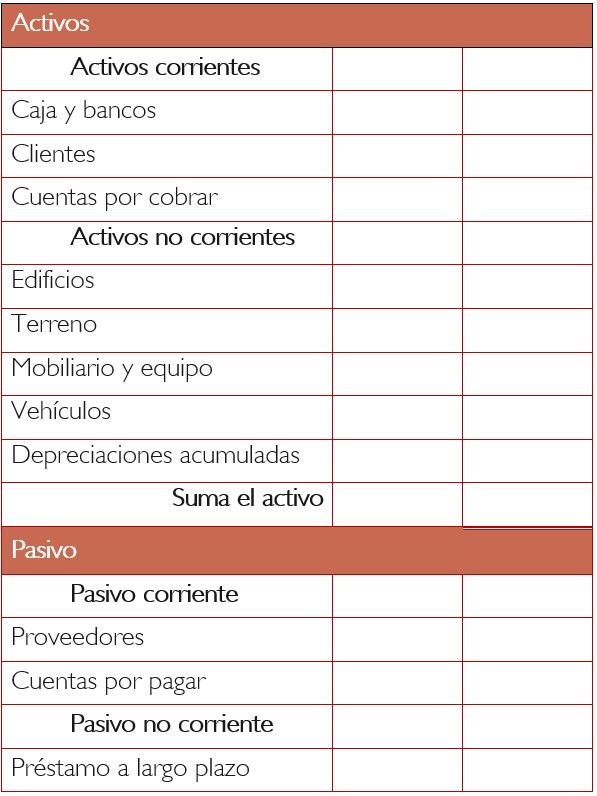 Activos
Activos corrientes
Caja y bancos
Clientes
Cuentas por cobrar
Activos no corrientes
Edificios
Terreno
Mobiliario y equipo
Vehículos
Depreciaciones acumuladas
Suma el activo
Pasivo
Pasivo corriente
Proveedores
Cuentas por pagar
Pasivo no corriente
Préstamo a largo plazo